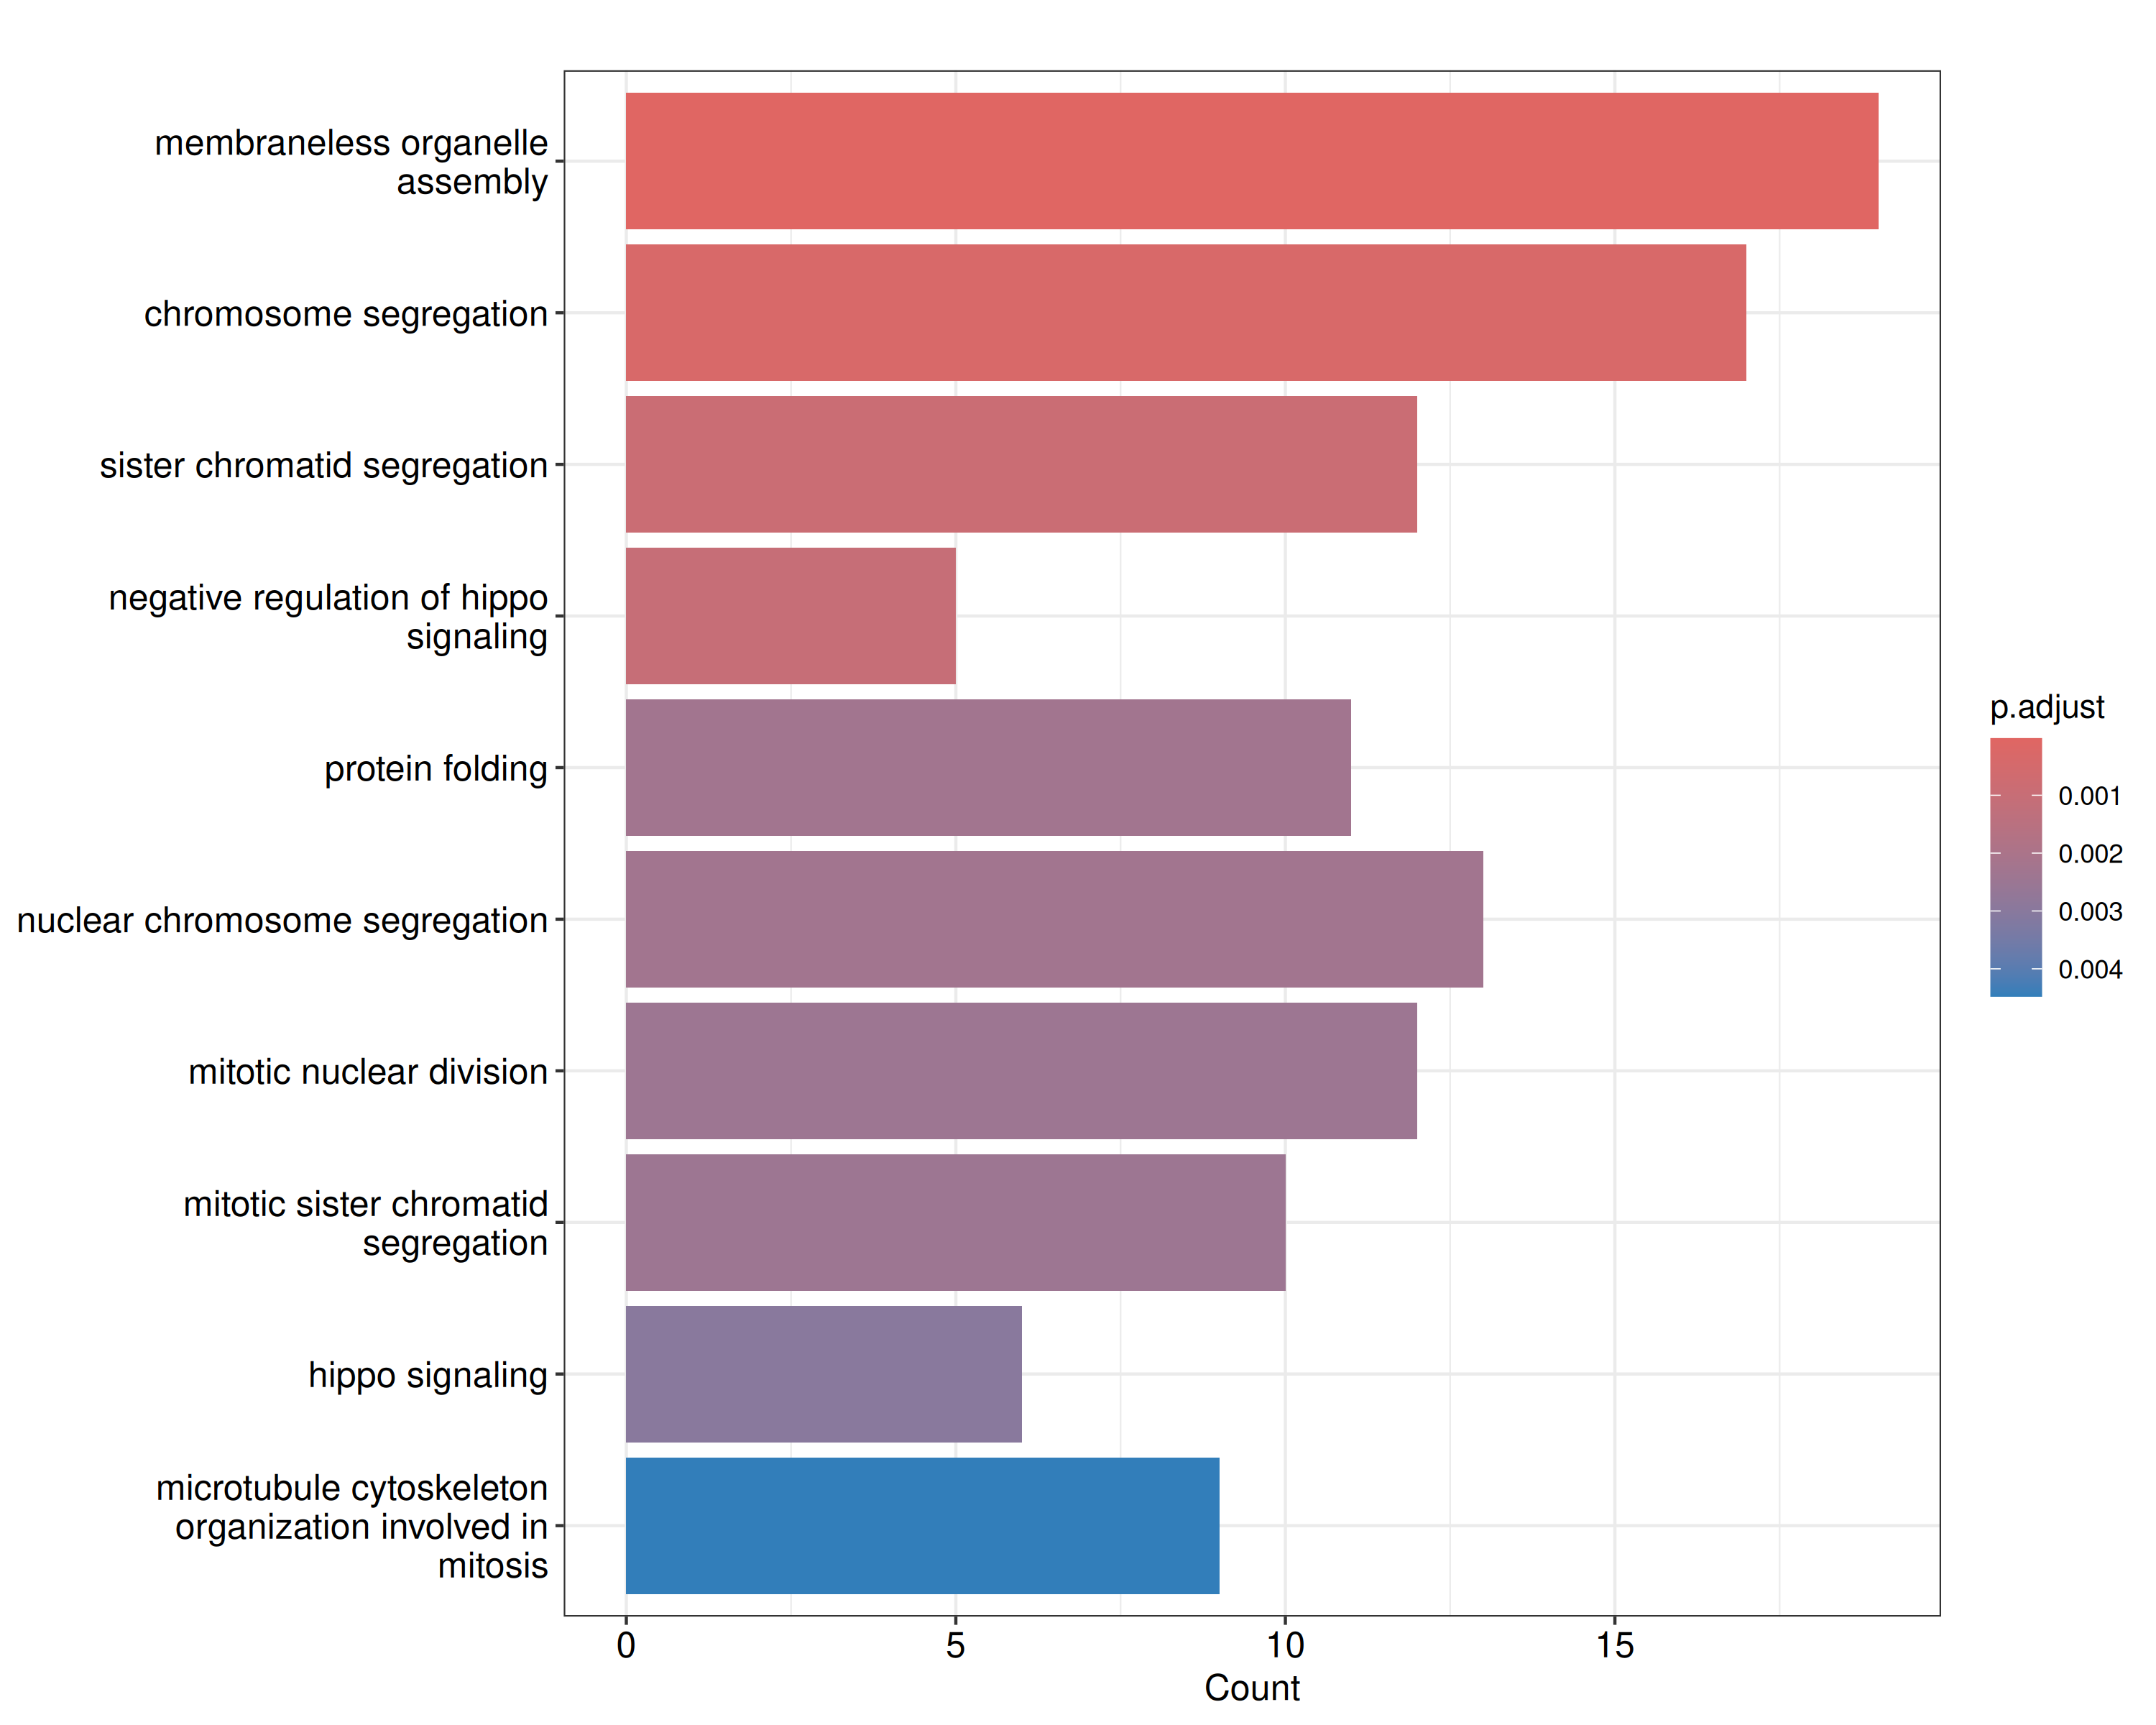 membraneless organelle
assembly
chromosome segregation
sister chromatid segregation
negative regulation of hippo
signaling
protein folding
nuclear chromosome segregation
mitotic nuclear division
mitotic sister chromatid
segregation
hippo signaling
microtubule cytoskeleton
organization involved in
mitosis
0 5 10 15
Count
p.adjust
0.001
0.002
0.003
0.004